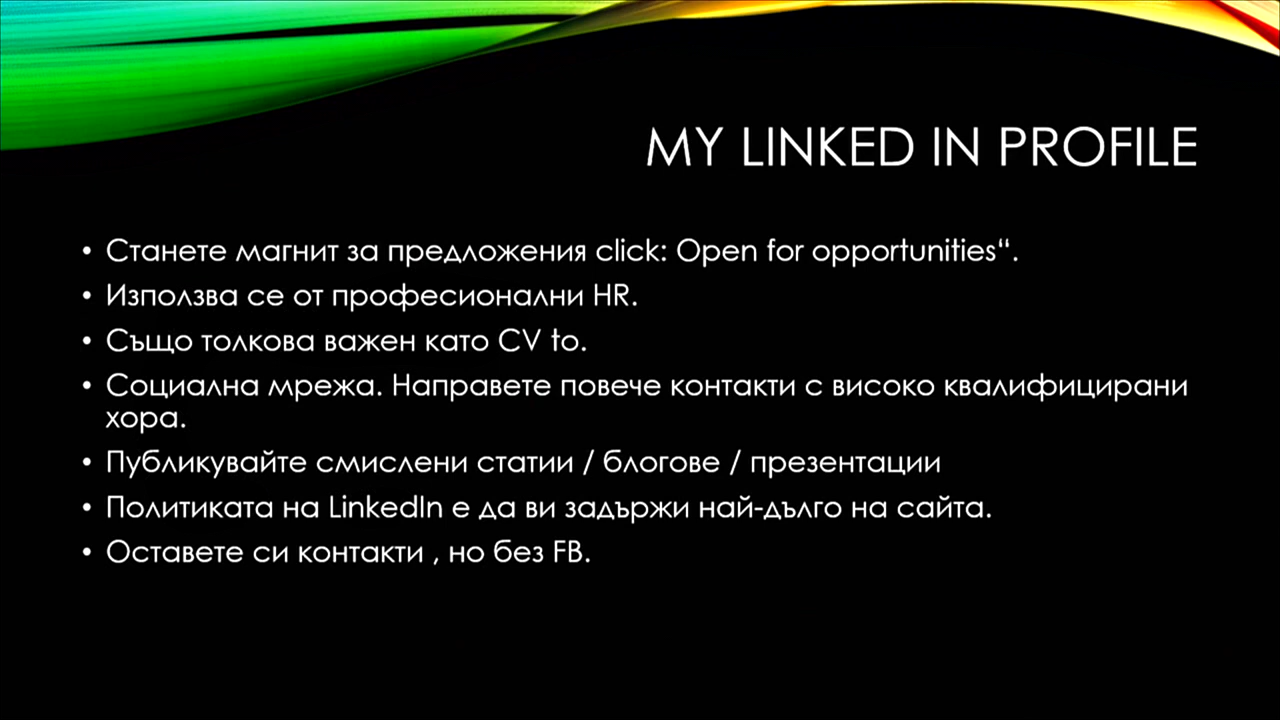 MY LINKED IN PROFILE
• Станете магнит за предложения click: Open for opportunities“.
• Използва се от професионални HR.
• Също толкова важен като CV to.
• Социална мрежа. Направете повече контакти с високо квалифицирани
хора.
• Публикувайте смислени статии / блогове / презентации
• Политиката на LinkedIn е да ви задържи най-дълго на сайта.
• Оставете си контакти , но без FB.